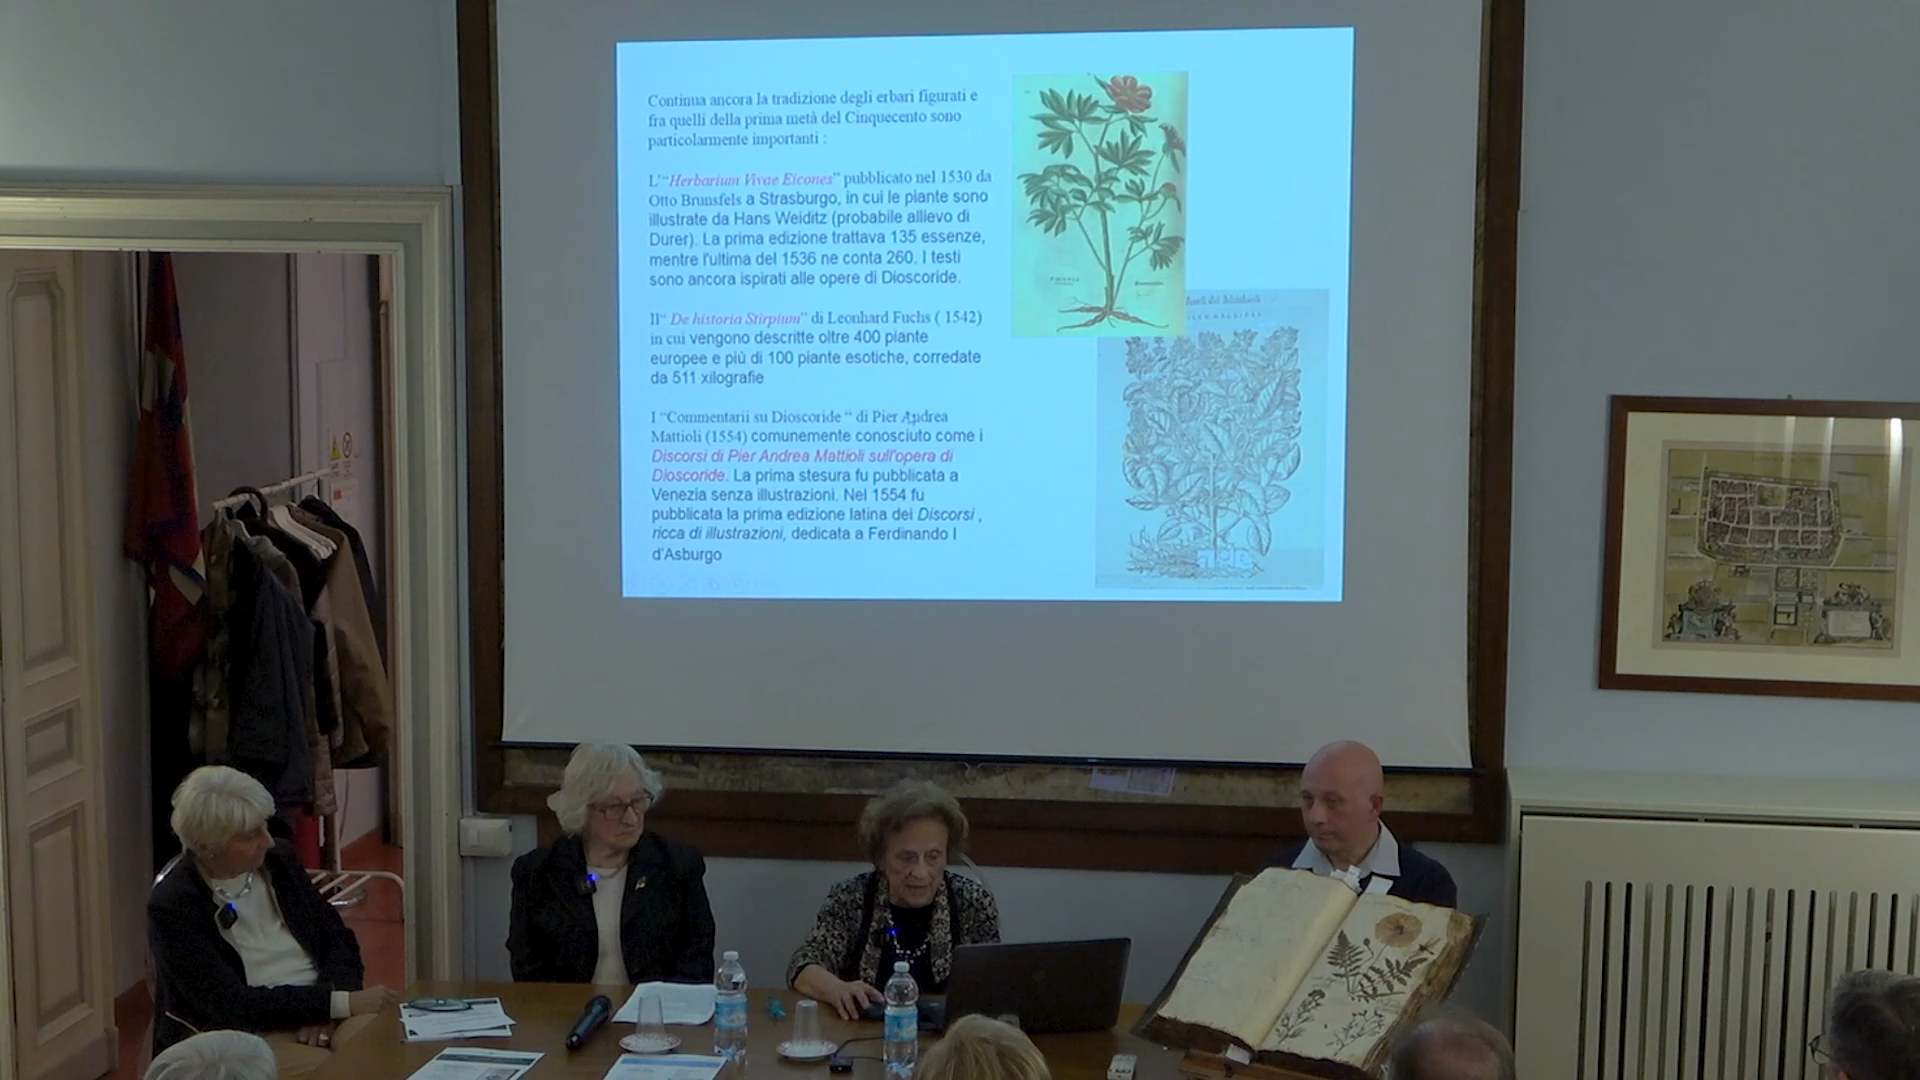 Continua ancora la tradizione degli erbari figurati e
fra quelli della prima metà del Cinquecento sono
particolarmente importanti :
L'“Herbarium Vivae Eicones” pubblicato nel 1530 da
Otto Brunsfels a Strasburgo, in cui le piante sono
illustrate da Hans Weiditz (probabile allievo di
Durer). La prima edizione trattava 135 essenze,
mentre l'ultima del 1536 ne conta 260. I testi
sono ancora ispirati alle opere di Dioscoride.
Il“ De historia Stirpium” di Leonhard Fuchs ( 1542)
in cui vengono descritte oltre 400 piante
europee e più di 100 piante esotiche, corredate
da 511 xilografie
I “Commentarii su Dioscoride “ di Pier Andrea
Mattioli (1554) comunemente conosciuto come i
Discorsi di Pier Andrea Mattioli sull'opera di
Dioscoride. La prima stesura fu pubblicata a
Venezia senza illustrazioni. Nel 1554 fu
pubblicata la prima edizione latina dei Discorsi ,
ricca di illustrazioni, dedicata a Ferdinando I
d'Asburgo